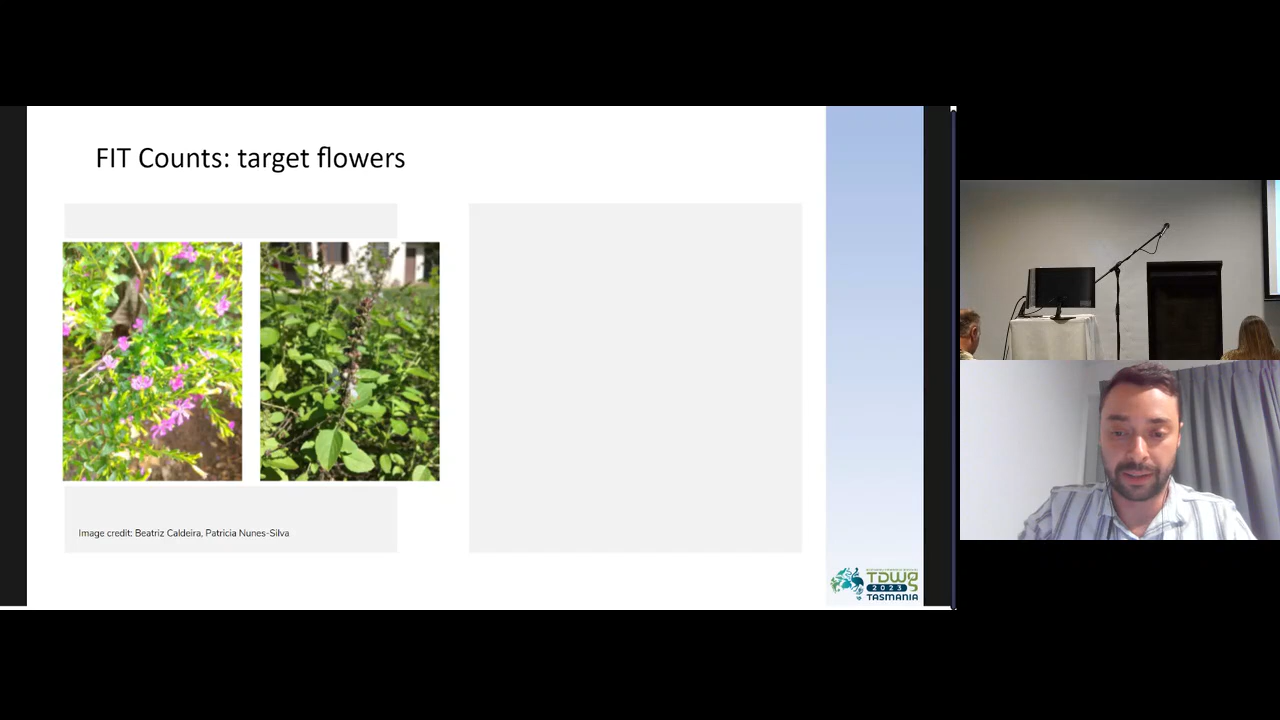 FIT Counts: target flowers
Image credit: Beatriz Caldeira, Patricia Nunes-Silva
TDWG
2023
TASMANIA